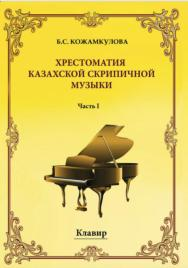 Б.С. КОЖАМКУЛОВА
ХРЕСТОМАТИЯ
КАЗАХСКОЙ СКРИПИЧНОЙ
МУЗЫКИ
Часть I
Клавир